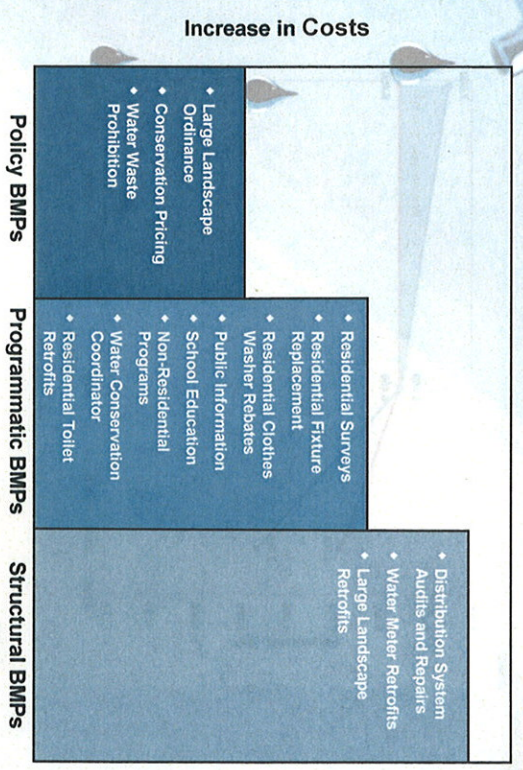 Increase in Costs
• Large Landscape
Ordinance
• Conservation Pricing
• Water Waste
Prohibition
• Residential Surveys
• Residential Fixture
Replacement
• Residential Clothes
Washer Rebates
• Public Information
• School Education
• Non-Residential
Programs
• Water Conservation
Coordinator
• Residential Toilet
Retrofits
• Distribution System
Audits and Repairs
• Water Meter Retrofits
• Large Landscape
Retrofits
Policy BMPs
Programmatic BMPs
Structural BMPs